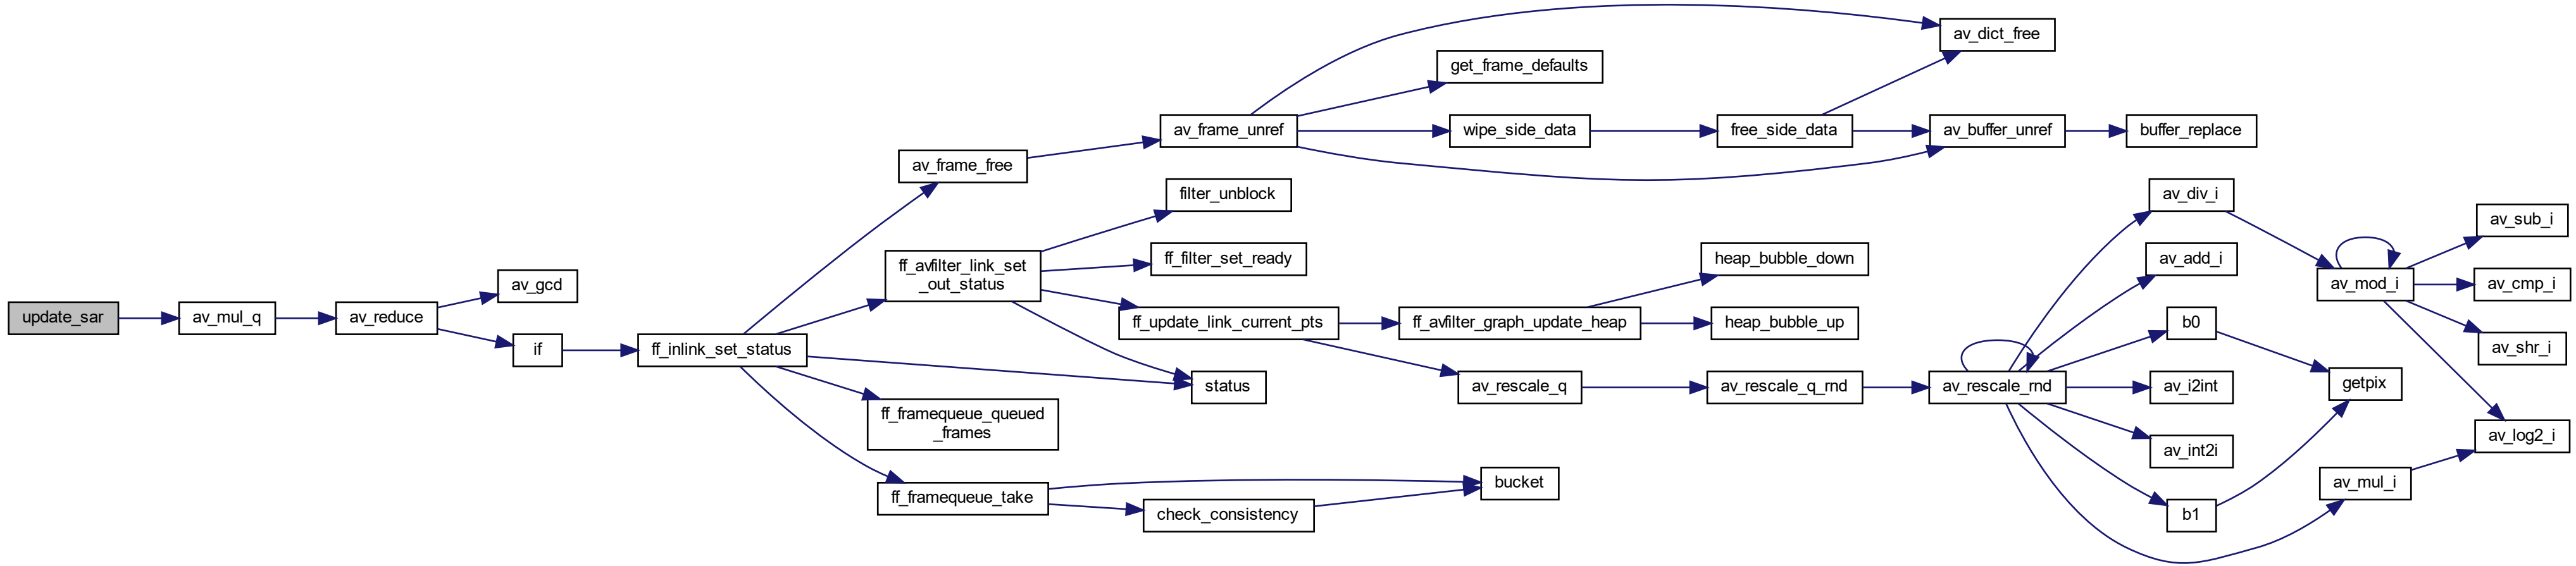 update_sar
av_mul_q
av_reduce
av_gcd
if
ff_inlink_set_status
av_frame_free
av_frame_unref
av_dict_free
get_frame_defaults
wipe_side_data
free_side_data
av_buffer_unref
buffer_replace
ff_avfilter_link_set
_out_status
filter_unblock
ff_filter_set_ready
ff_update_link_current_pts
ff_avfilter_graph_update_heap
heap_bubble_down
heap_bubble_up
status
av_rescale_q
av_rescale_q_rnd
av_rescale_rnd
av_div_i
av_add_i
b0
av_i2int
av_int2i
b1
av_mod_i
getpix
av_mul_i
av_sub_i
av_cmp_i
av_shr_i
av_log2_i
ff_framequeue_queued
_frames
ff_framequeue_take
bucket
check_consistency